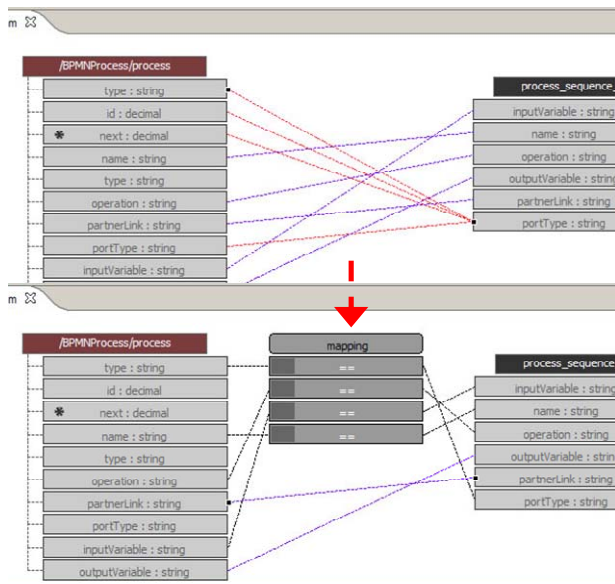 m
/BPMNProcess/process
type : string
id : decimal
* next : decimal
name : string
type : string
operation : string
partnerLink : string
portType : string
inputVariable : string
process_sequence_
inputVariable : string
name : string
operation : string
outputVariable : string
partnerLink : string
portType : string
m
/BPMNProcess/process
type : string
id : decimal
* next : decimal
name : string
type : string
operation : string
partnerLink : string
portType : string
inputVariable : string
outputVariable : string
mapping
==
==
==
==
process_sequence
inputVariable : string
name : string
operation : string
outputVariable : strin
partnerLink : string
portType : string